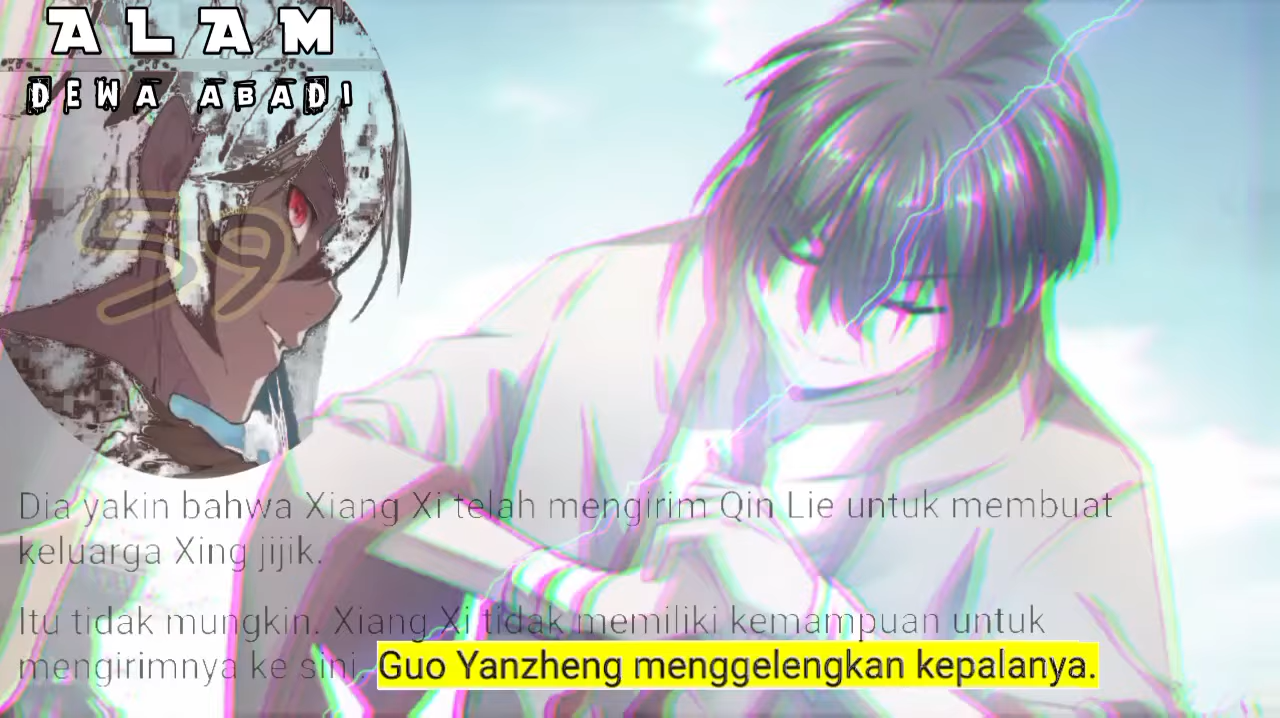 ALAM
DEWA ABADI
59
Dia yakin bahwa Xiang Xi telah mengirim Qin Lie untuk membuat
keluarga Xing jijik.
Itu tidak mungkin. Xiang Xi tidak memiliki kemampuan untuk
mengirimnya ke sini, Guo Yanzheng menggelengkan kepalanya.